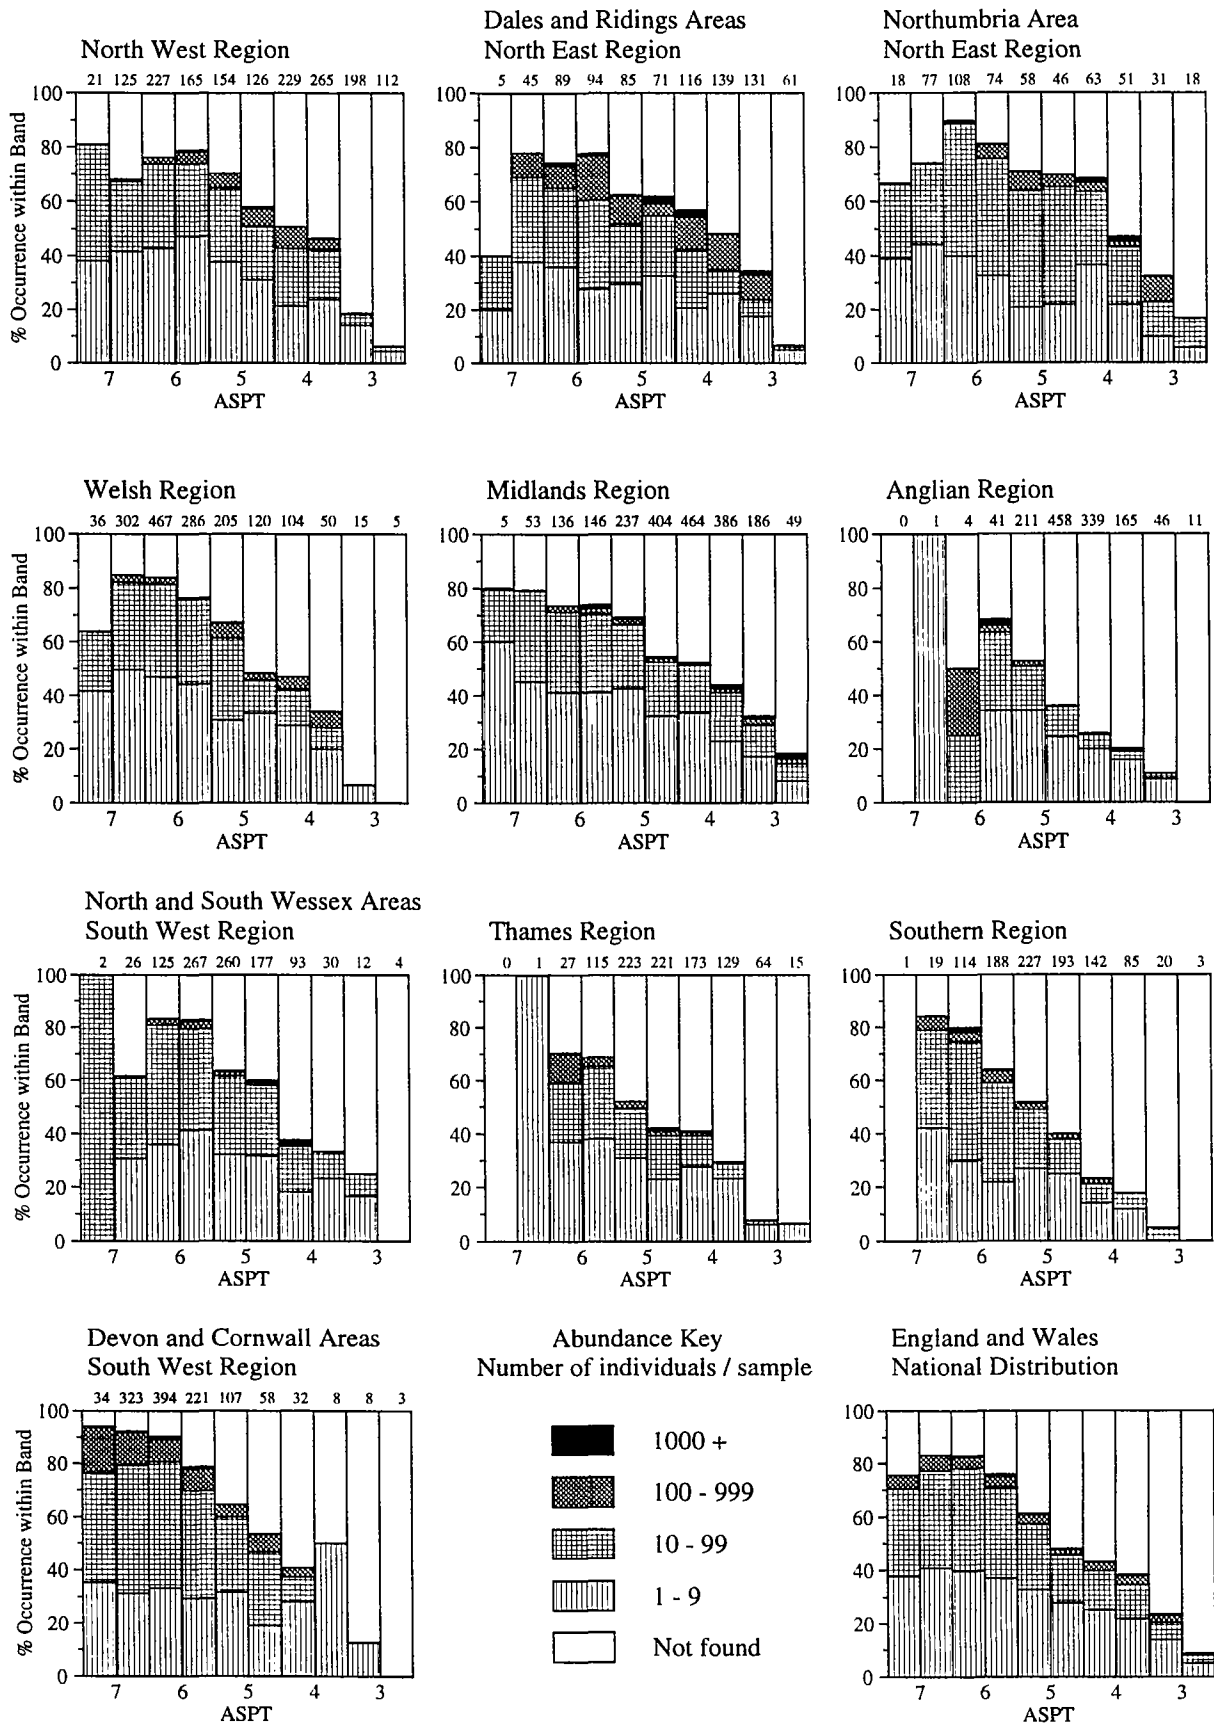 North West Region
21 125 227 165 154 126 229 265 198 112
100
80
60
40
20
0
% Occurrence within Band
7 6 5 4 3
ASPT
Dales and Ridings Areas
North East Region
5 45 89 94 85 71 116 139 131 61
100
80
60
40
20
0
7 6 5 4 3
ASPT
Northumbria Area
North East Region
18 77 108 74 58 46 63 51 31 18
100
80
60
40
20
0
7 6 5 4 3
ASPT
Welsh Region
36 302 467 286 205 120 104 50 15 5
100
80
60
40
20
0
% Occurrence within Band
7 6 5 4 3
ASPT
Midlands Region
5 53 136 146 237 404 464 386 186 49
100
80
60
40
20
0
7 6 5 4 3
ASPT
Anglian Region
0 1 4 41 211 458 339 165 46 11
100
80
60
40
20
0
7 6 5 4 3
ASPT
North and South Wessex Areas
South West Region
2 26 125 267 260 177 93 30 12 4
100
80
60
40
20
0
% Occurrence within Band
7 6 5 4 3
ASPT
Thames Region
0 1 27 115 223 221 173 129 64 15
100
80
60
40
20
0
7 6 5 4 3
ASPT
Southern Region
1 19 114 188 227 193 142 85 20 3
100
80
60
40
20
0
7 6 5 4 3
ASPT
Devon and Cornwall Areas
South West Region
34 323 394 221 107 58 32 8 8 3
100
80
60
40
20
0
% Occurrence within Band
7 6 5 4 3
ASPT
Abundance Key
Number of individuals / sample
1000 +
100 - 999
10 - 99
1 - 9
Not found
England and Wales
National Distribution
100
80
60
40
20
0
7 6 5 4 3
ASPT